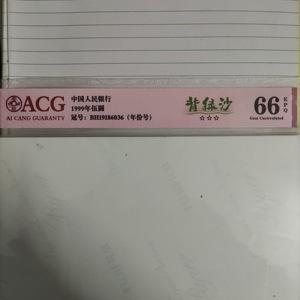 ACG
AI CANG GUARANTY
中国人民银行
1999年伍圆
冠号：BH19186036（年份号）
背绿沙
☆☆☆
66
EPQ
Gem Uncirculated